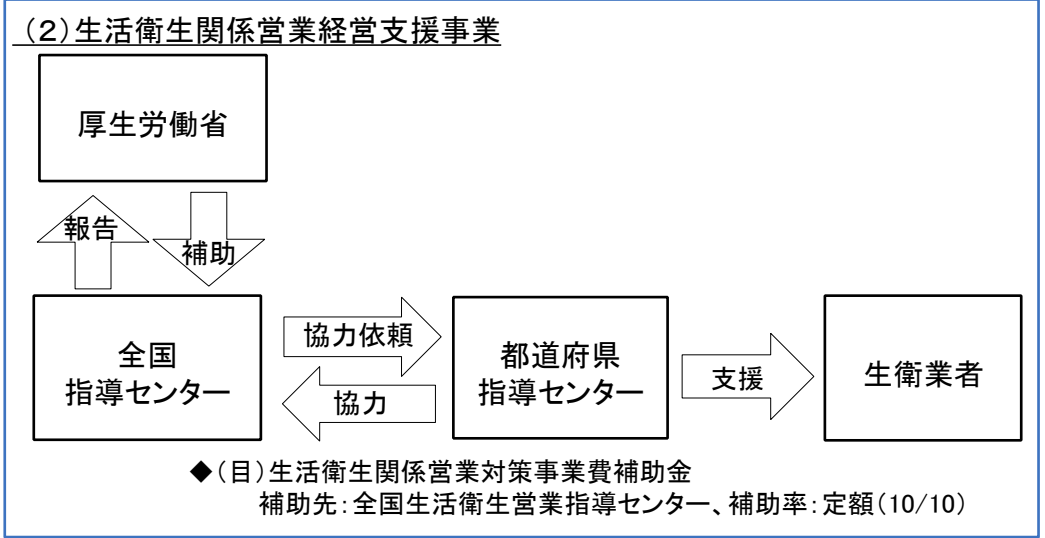 （２）生活衛生関係営業経営支援事業
厚生労働省
報告
補助
全国
指導センター
協力依頼
協力
都道府県
指導センター
支援
生衛業者
◆（目）生活衛生関係営業対策事業費補助金
補助先：全国生活衛生営業指導センター、補助率：定額（10/10）